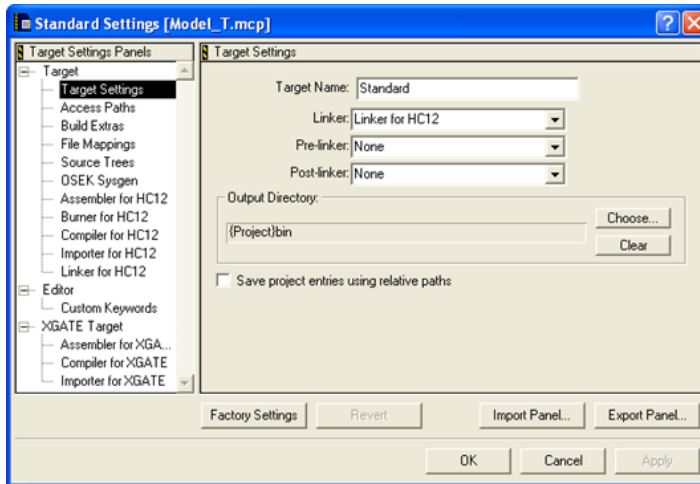 Standard Settings [Model_T.mcp]
Target Settings Panels
Target
Target Settings
Access Paths
Build Extras
File Mappings
Source Trees
OSEK Sysgen
Assembler for HC12
Burner for HC12
Compiler for HC12
Importer for HC12
Linker for HC12
Editor
Custom Keywords
XGATE Target
Assembler for XGA...
Compiler for XGATE
Importer for XGATE
Target Settings
Target Name: Standard
Linker: Linker for HC12
Pre-linker: None
Post-linker: None
Output Directory:
{Project}bin
Choose...
Clear
Save project entries using relative paths
Factory Settings Revert Import Panel... Export Panel...
OK Cancel Apply